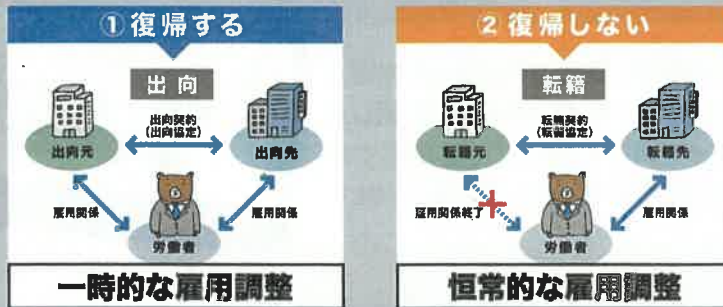 ①復帰する
出向
出向契約
(出向協定)
出向元
出向先
雇用関係
雇用関係
労働者
一時的な雇用調整
②復帰しない
転籍
転籍契約
(転籍協定)
転籍元
転籍先
雇用関係終了
雇用関係
労働者
恒常的な雇用調整